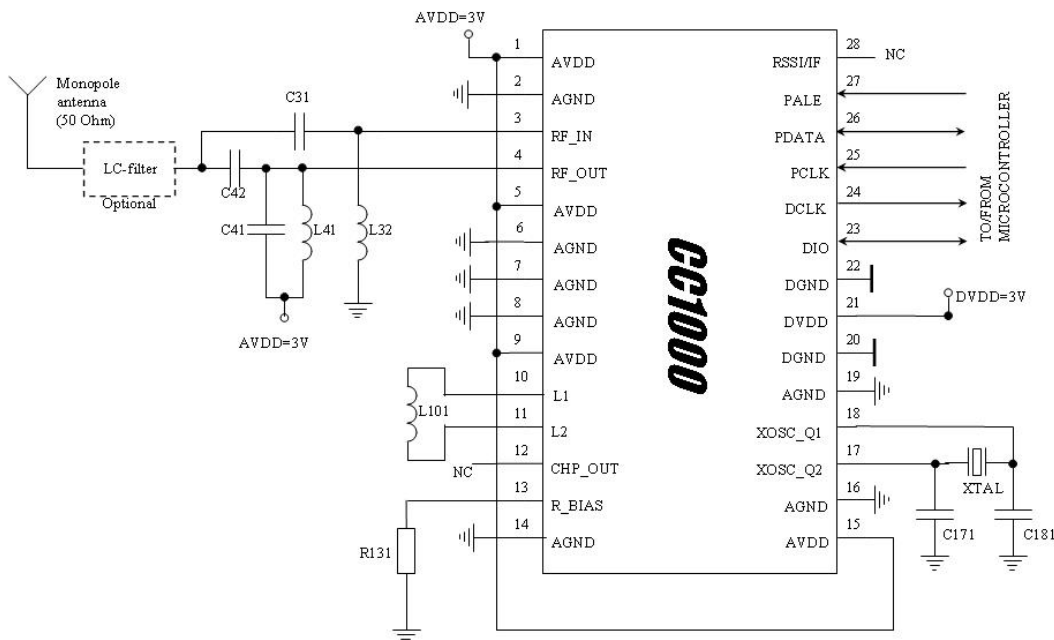 AVDD=3V
Monopole
antenna
(50 Ohm)
LC-filter
Optional
C31
C42
C41
L41
L32
AVDD=3V
L101
NC
R131
1
AVDD
2
AGND
3
RF_IN
4
RF_OUT
5
AVDD
6
AGND
7
AGND
8
AGND
9
AVDD
10
L1
11
L2
12
CHP_OUT
13
R_BIAS
14
AGND
CC1000
28
RSSI/IF
NC
27
PALE
26
PDATA
25
PCLK
24
DCLK
23
DIO
22
DGND
21
DVDD
20
DGND
19
AGND
18
XOSC_Q1
17
XOSC_Q2
16
AGND
15
AVDD
TO/FROM
MICROCONTROLLER
DVDD=3V
XTAL
C171
C181